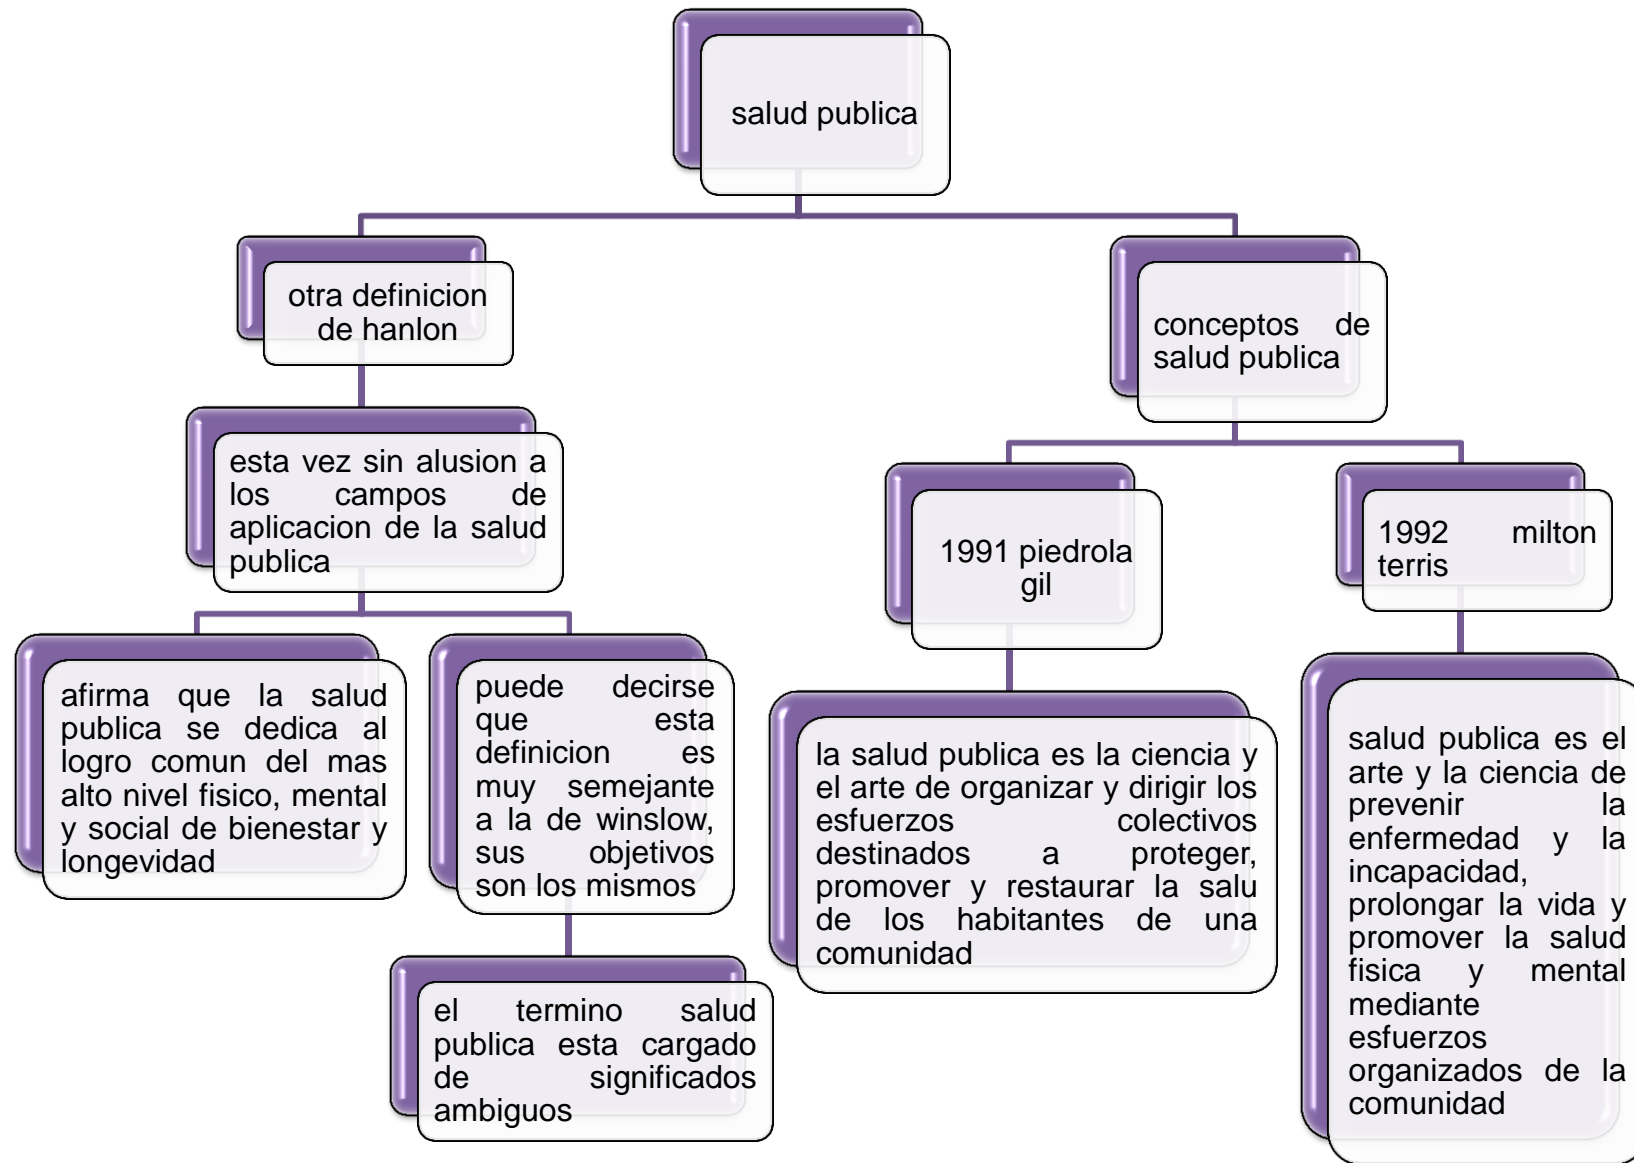 salud publica
otra definicion
de hanlon
esta vez sin alusion a
los campos de
aplicacion de la salud
publica
afirma que la salud
publica se dedica al
logro comun del mas
alto nivel fisico, mental
y social de bienestar y
longevidad
puede decirse
que esta
definicion es
muy semejante
a la de winslow,
sus objetivos
son los mismos
el termino salud
publica esta cargado
de significados
ambiguos
conceptos de
salud publica
1991 piedrola
gil
la salud publica es la ciencia y
el arte de organizar y dirigir los
esfuerzos colectivos
destinados a proteger,
promover y restaurar la salu
de los habitantes de una
comunidad
1992 milton
terris
salud publica es el
arte y la ciencia de
prevenir la
enfermedad y la
incapacidad,
prolongar la vida y
promover la salud
fisica y mental
mediante
esfuerzos
organizados de la
comunidad